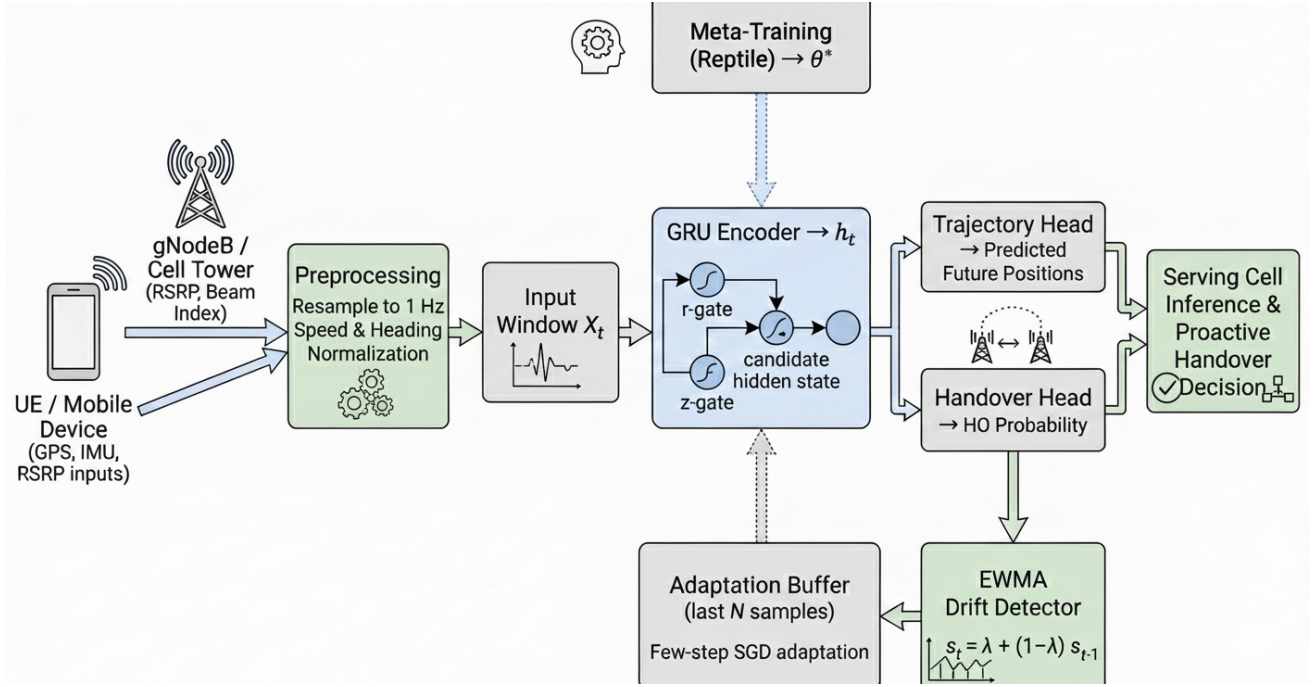 Meta-Training
(Reptile) → θ*
gNodeB /
Cell Tower
(RSRP, Beam
Index)
UE / Mobile
Device
(GPS, IMU,
RSRP inputs)
Preprocessing
Resample to 1 Hz
Speed & Heading
Normalization
Input
Window Xₜ
GRU Encoder → hₜ
r-gate
candidate
hidden state
z-gate
Trajectory Head
→ Predicted
Future Positions
Handover Head
→ HO Probability
Serving Cell
Inference &
Proactive
Handover
Decision
Adaptation Buffer
(last N samples)
Few-step SGD adaptation
EWMA
Drift Detector
sₜ = λ + (1−λ) sₜ₋₁